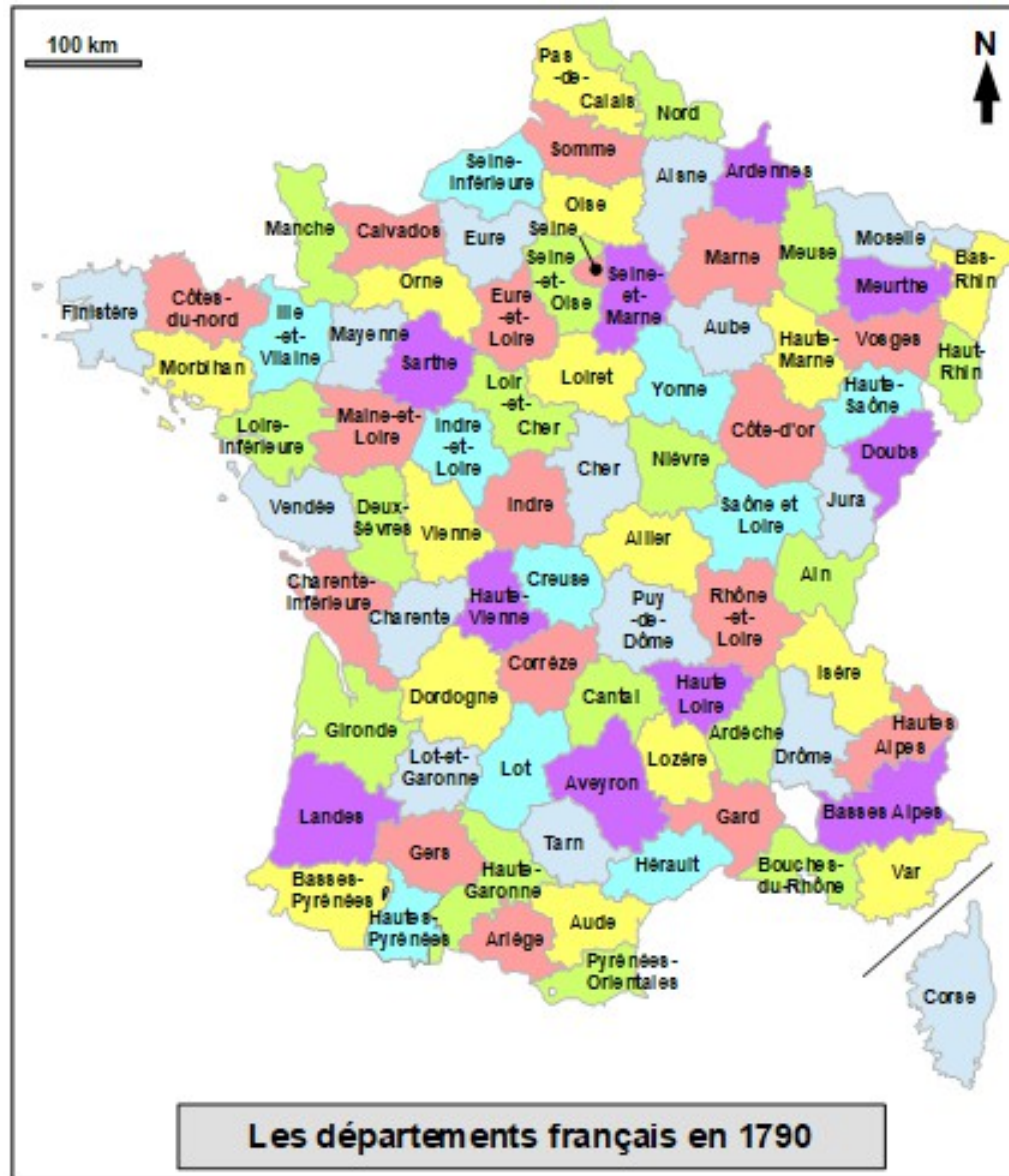 100 km
N
Pas
-de-
Calais
Nord
Somme
Seine-
Inférieure
Aisne
Ardennes
Oise
Manche
Calvados
Eure
Seine
Seine
-et-
Oise
Seine-
et-
Marne
Marne
Meuse
Moselle
Bas-
Rhin
Meurthe
Orne
Eure
-et-
Loire
Finistère
Côtes-
du-nord
Ille
-et-
Vilaine
Mayenne
Sarthe
Aube
Haute-
Marne
Vosges
Haut-
Rhin
Morbihan
Loir
-et-
Cher
Loiret
Yonne
Haute-
Saône
Loire-
Inférieure
Maine-et-
Loire
Indre
-et-
Loire
Cher
Nièvre
Côte-d'or
Doubs
Vendée
Deux-
Sèvres
Vienne
Indre
Saône et
Loire
Jura
Allier
Charente-
Inférieure
Charente
Haute-
Vienne
Creuse
Puy
-de-
Dôme
Rhône
-et-
Loire
Ain
Corrèze
Isère
Dordogne
Cantal
Haute
Loire
Ardèche
Hautes
Alpes
Gironde
Lot-et-
Garonne
Lot
Aveyron
Lozère
Drôme
Landes
Basses Alpes
Gers
Tarn
Gard
Haute-
Garonne
Hérault
Bouches-
du-Rhône
Var
Basses-
Pyrénées
Hautes-
Pyrénées
Ariège
Aude
Pyrénées-
Orientales
Corse
Les départements français en 1790